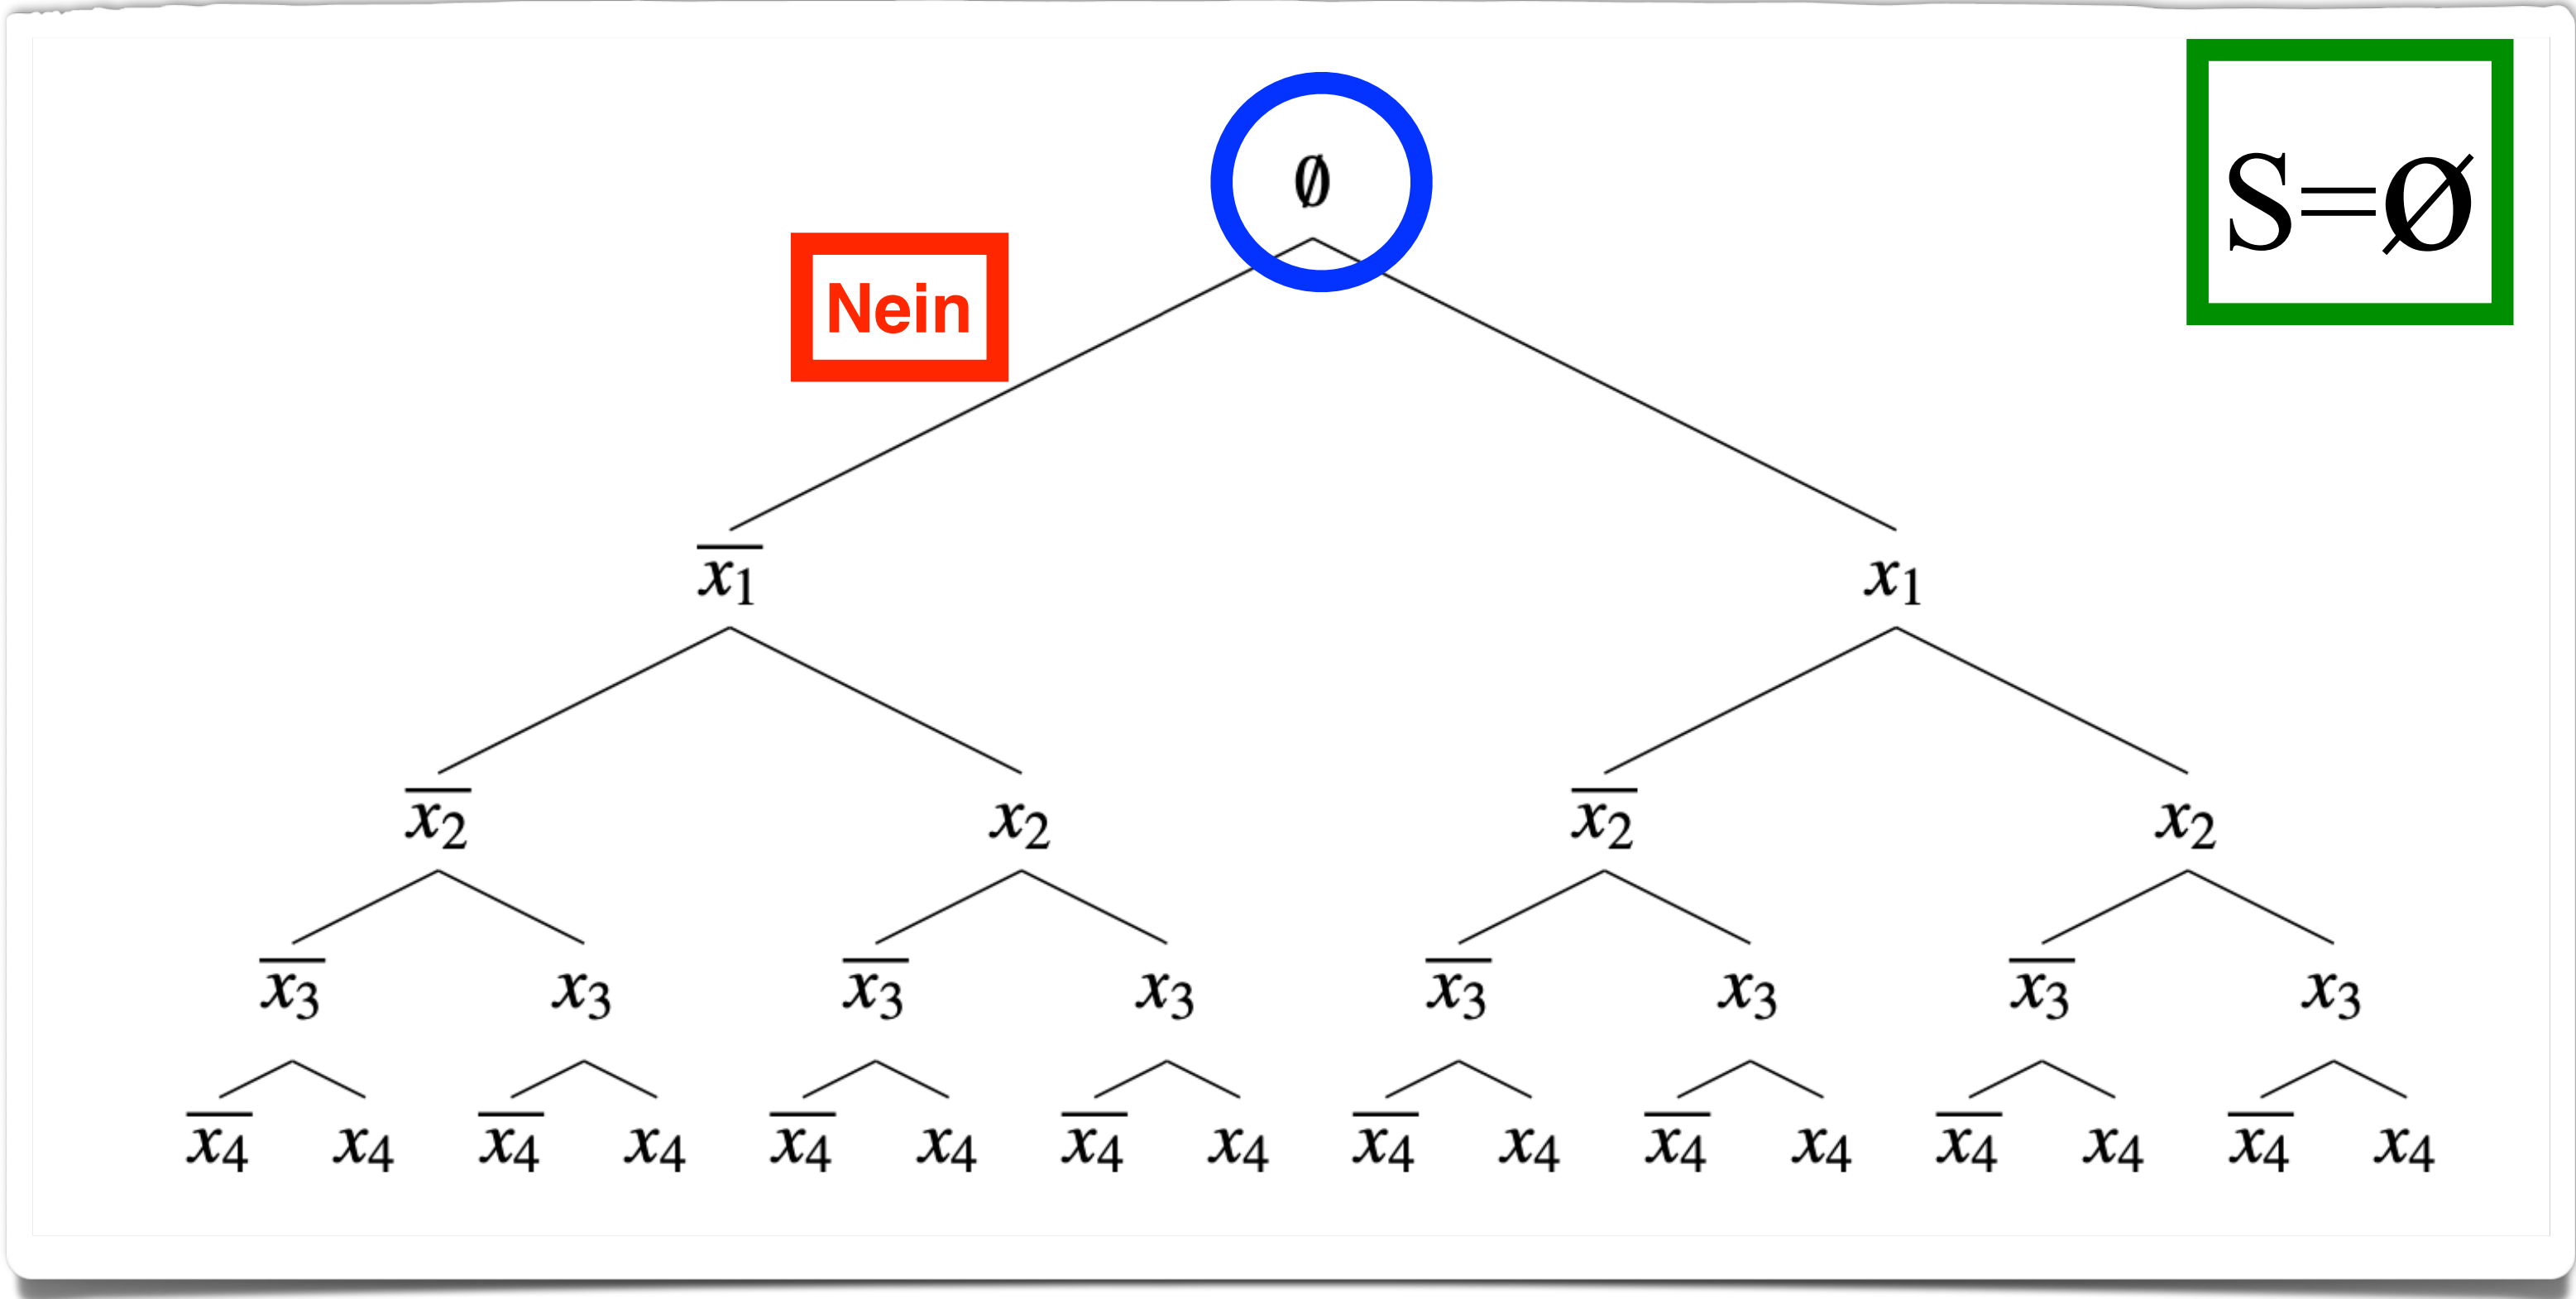 ∅
S=Ø
Nein
x̅₁ x₁
x̅₂ x₂ x̅₂ x₂
x̅₃ x₃ x̅₃ x₃ x̅₃ x₃ x̅₃ x₃
x̅₄ x₄ x̅₄ x₄ x̅₄ x₄ x̅₄ x₄ x̅₄ x₄ x̅₄ x₄ x̅₄ x₄ x̅₄ x₄